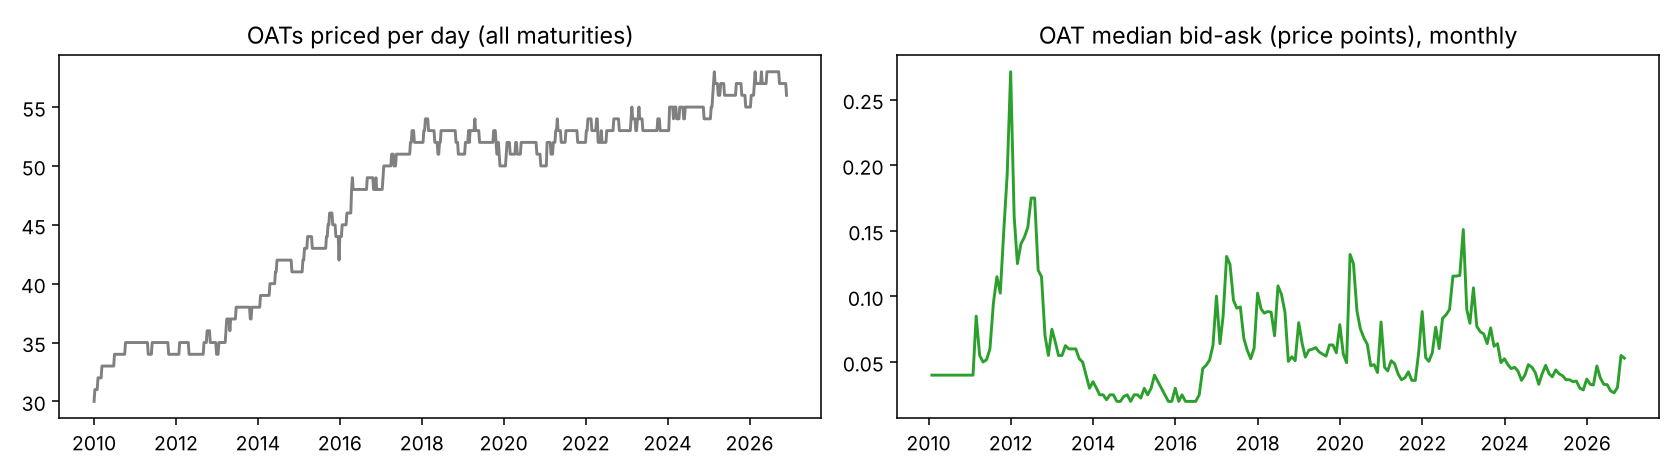 OATs priced per day (all maturities)
55
50
45
40
35
30
2010 2012 2014 2016 2018 2020 2022 2024 2026
OAT median bid-ask (price points), monthly
0.25
0.20
0.15
0.10
0.05
2010 2012 2014 2016 2018 2020 2022 2024 2026